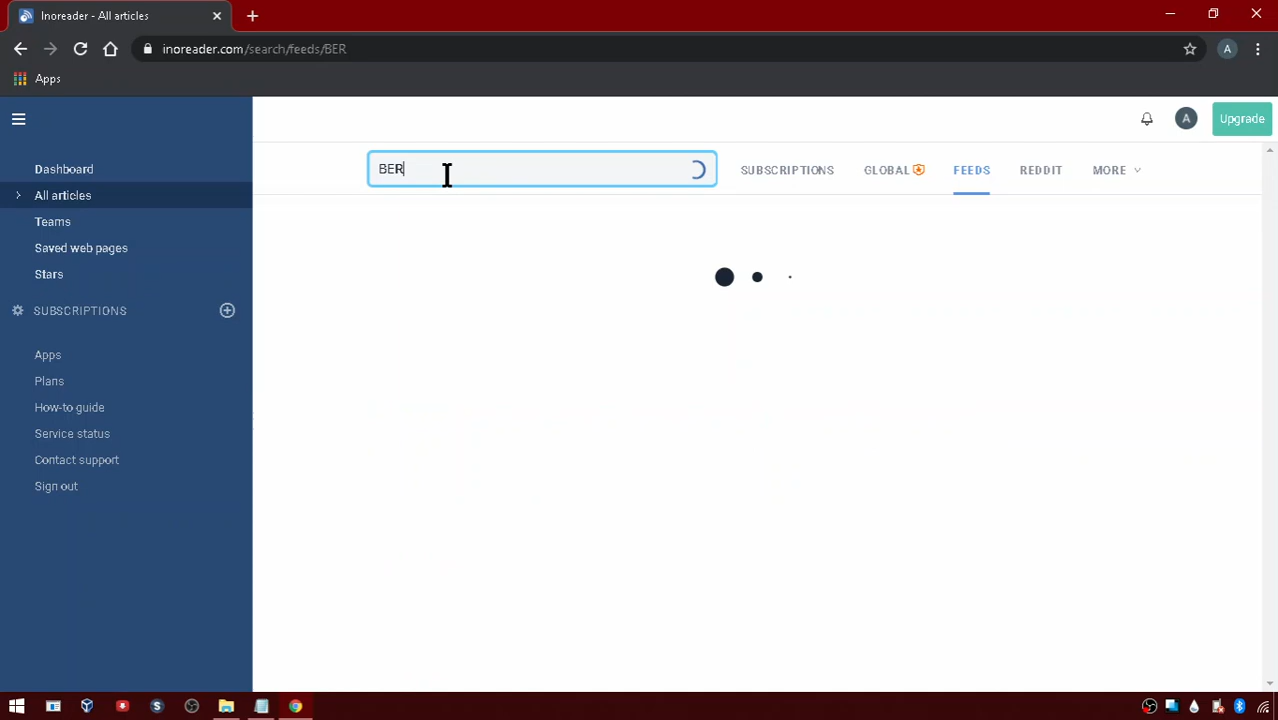 Inoreader - All articles
inoreader.com/search/feeds/BER
A
Apps
A
Upgrade
Dashboard
BER
SUBSCRIPTIONS
GLOBAL
FEEDS
REDDIT
MORE
All articles
Teams
Saved web pages
Stars
SUBSCRIPTIONS
Apps
Plans
How-to guide
Service status
Contact support
Sign out
S